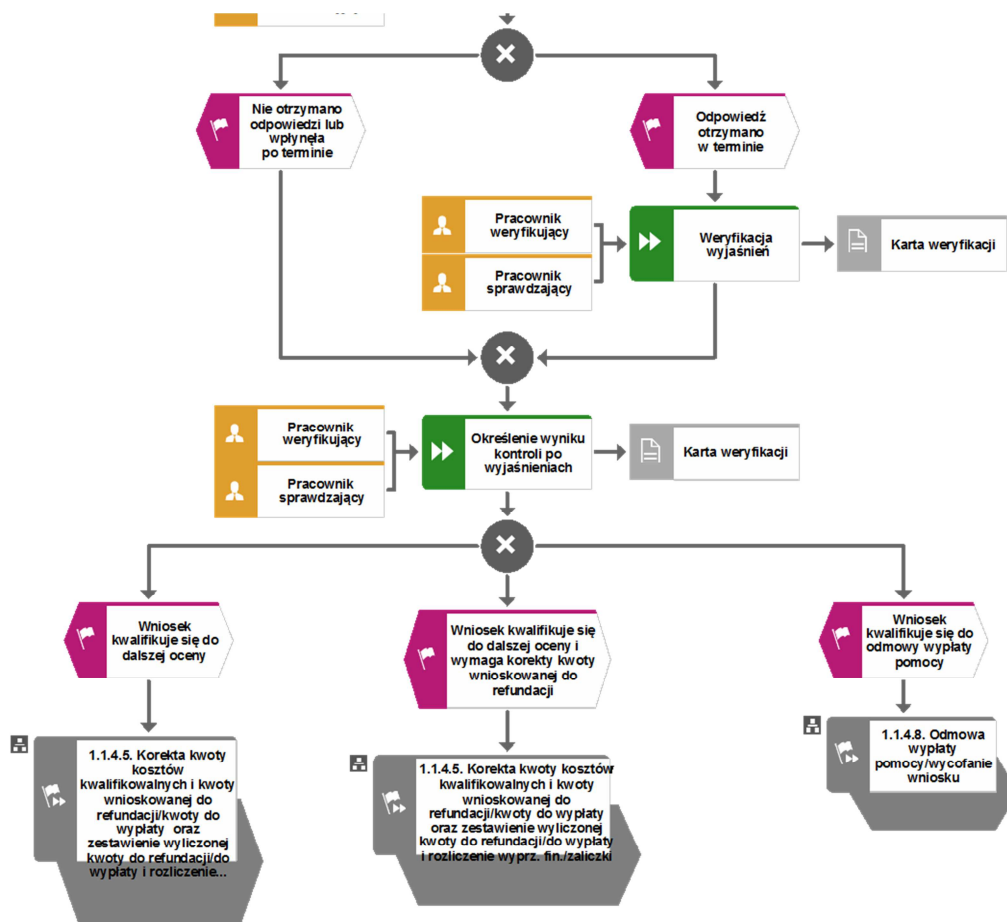 Nie otrzymano
odpowiedzi lub
wpłynęła
po terminie
Odpowiedź
otrzymano
w terminie
Pracownik
weryfikujący
Pracownik
sprawdzający
Weryfikacja
wyjaśnień
Karta weryfikacji
Pracownik
weryfikujący
Pracownik
sprawdzający
Określenie wyniku
kontroli po
wyjaśnieniach
Karta weryfikacji
Wniosek
kwalifikuje się do
dalszej oceny
Wniosek kwalifikuje się
do dalszej oceny i
wymaga korekty kwoty
wnioskowanej do
refundacji
Wniosek
kwalifikuje się do
odmowy wypłaty
pomocy
1.1.4.5. Korekta kwoty
kosztów
kwalifikowalnych i kwoty
wnioskowanej do
refundacji/kwoty do
wypłaty oraz
zestawienie wyliczonej
kwoty do refundacji/do
wypłaty i rozliczenie...
1.1.4.5. Korekta kwoty kosztów
kwalifikowalnych i kwoty
wnioskowanej do
refundacji/kwoty do wypłaty
oraz zestawienie wyliczonej
kwoty do refundacji/do wypłaty
i rozliczenie wyprz. fin./zaliczki
1.1.4.8. Odmowa
wypłaty
pomocy/wycofanie
wniosku